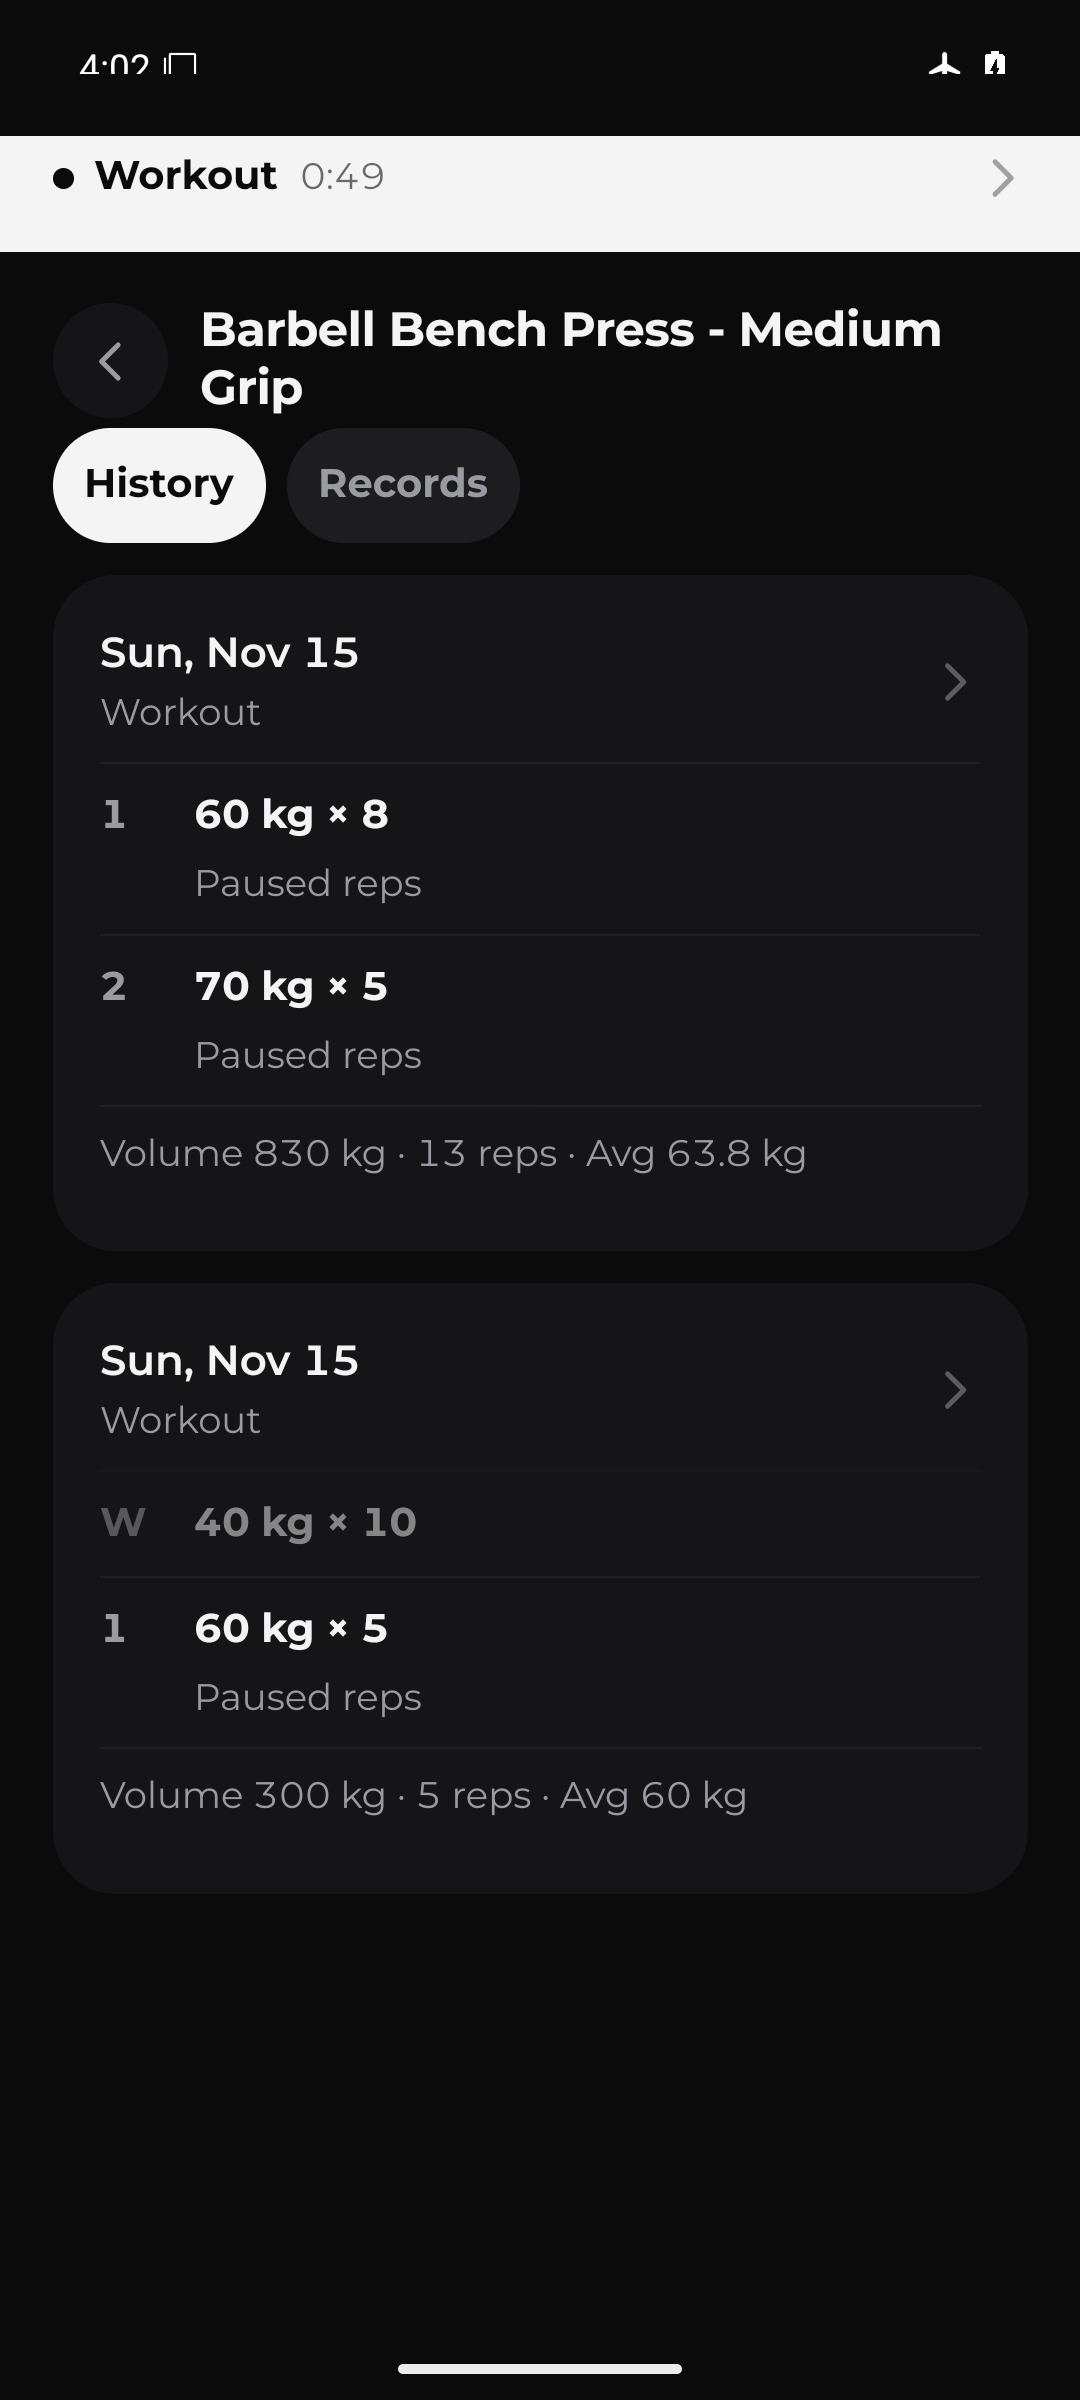 4:02
Workout 0:49
Barbell Bench Press - Medium
Grip
History Records
Sun, Nov 15
Workout
1 60 kg × 8
Paused reps
2 70 kg × 5
Paused reps
Volume 830 kg · 13 reps · Avg 63.8 kg
Sun, Nov 15
Workout
W 40 kg × 10
1 60 kg × 5
Paused reps
Volume 300 kg · 5 reps · Avg 60 kg